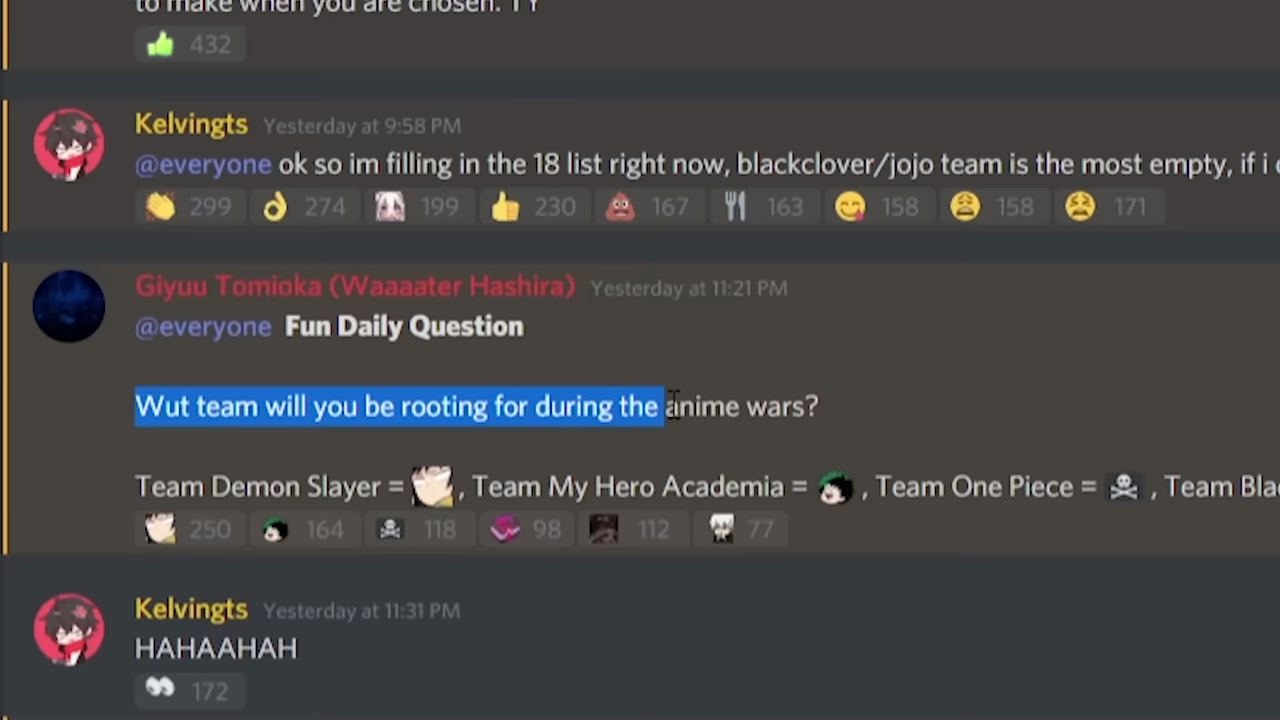 to make when you are chosen. TY
432
Kelvingts Yesterday at 9:58 PM
@everyone ok so im filling in the 18 list right now, blackclover/jojo team is the most empty, if i
299 274 199 230 167 163 158 158 171
Giyuu Tomioka (Waaaater Hashira) Yesterday at 11:21 PM
@everyone Fun Daily Question
Wut team will you be rooting for during the anime wars?
Team Demon Slayer = , Team My Hero Academia = , Team One Piece = , Team Bla
250 164 118 98 112 77
Kelvingts Yesterday at 11:31 PM
HAHAAHAH
172